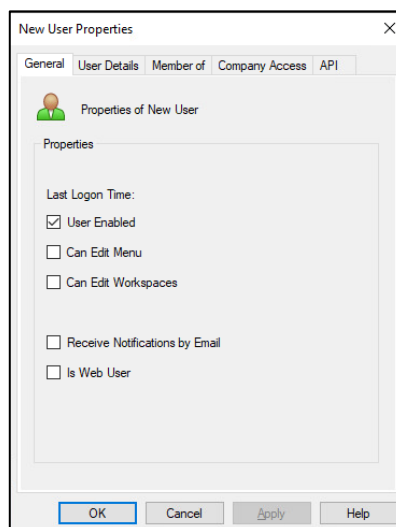 New User Properties
General User Details Member of Company Access API
Properties of New User
Properties
Last Logon Time:
User Enabled
Can Edit Menu
Can Edit Workspaces
Receive Notifications by Email
Is Web User
OK Cancel Apply Help